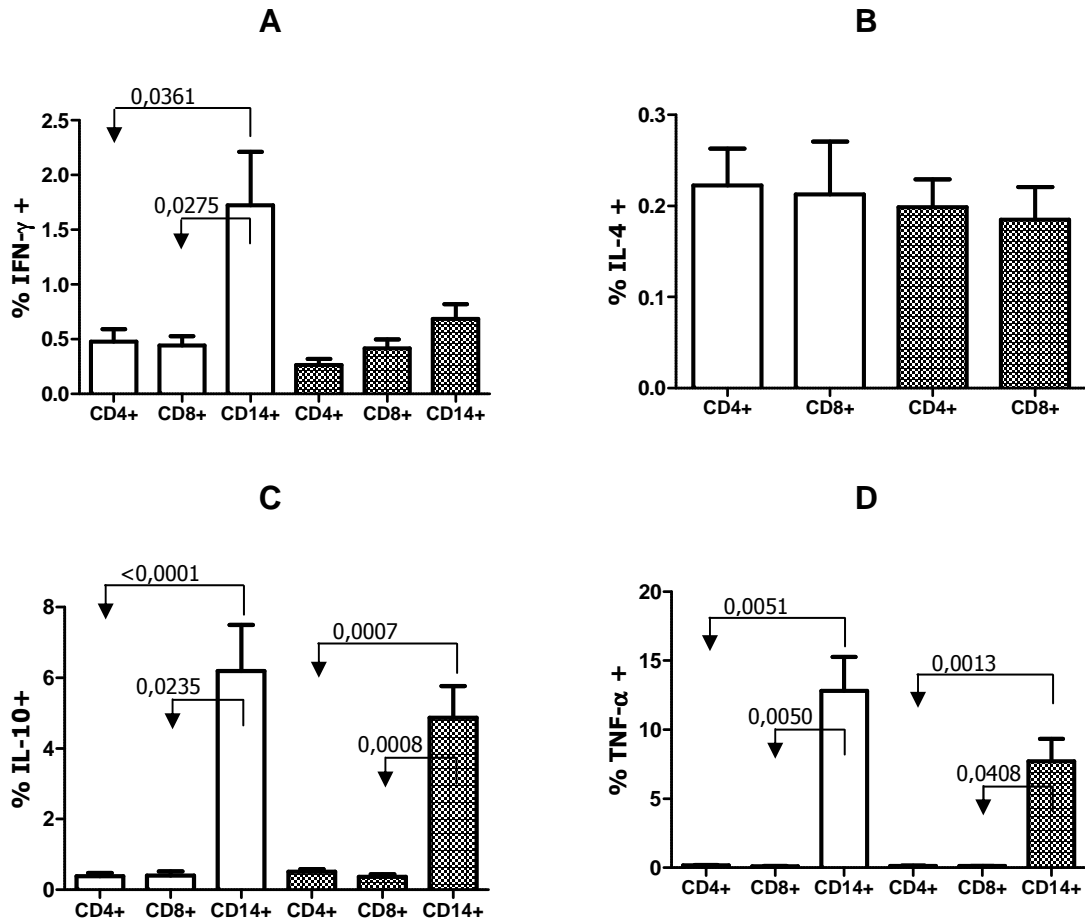 A
0,0361
2.5
2.0
1.5
1.0
0.5
0.0
% IFN-γ +
0,0275
CD4+ CD8+ CD14+ CD4+ CD8+ CD14+
B
0.3
0.2
0.1
0.0
% IL-4 +
CD4+ CD8+ CD4+ CD8+
C
<0,0001
0,0007
8
6
4
2
0
% IL-10+
0,0235
0,0008
CD4+ CD8+ CD14+ CD4+ CD8+ CD14+
D
20
15
10
5
0
% TNF-α +
0,0051
0,0013
0,0050
0,0408
CD4+ CD8+ CD14+ CD4+ CD8+ CD14+